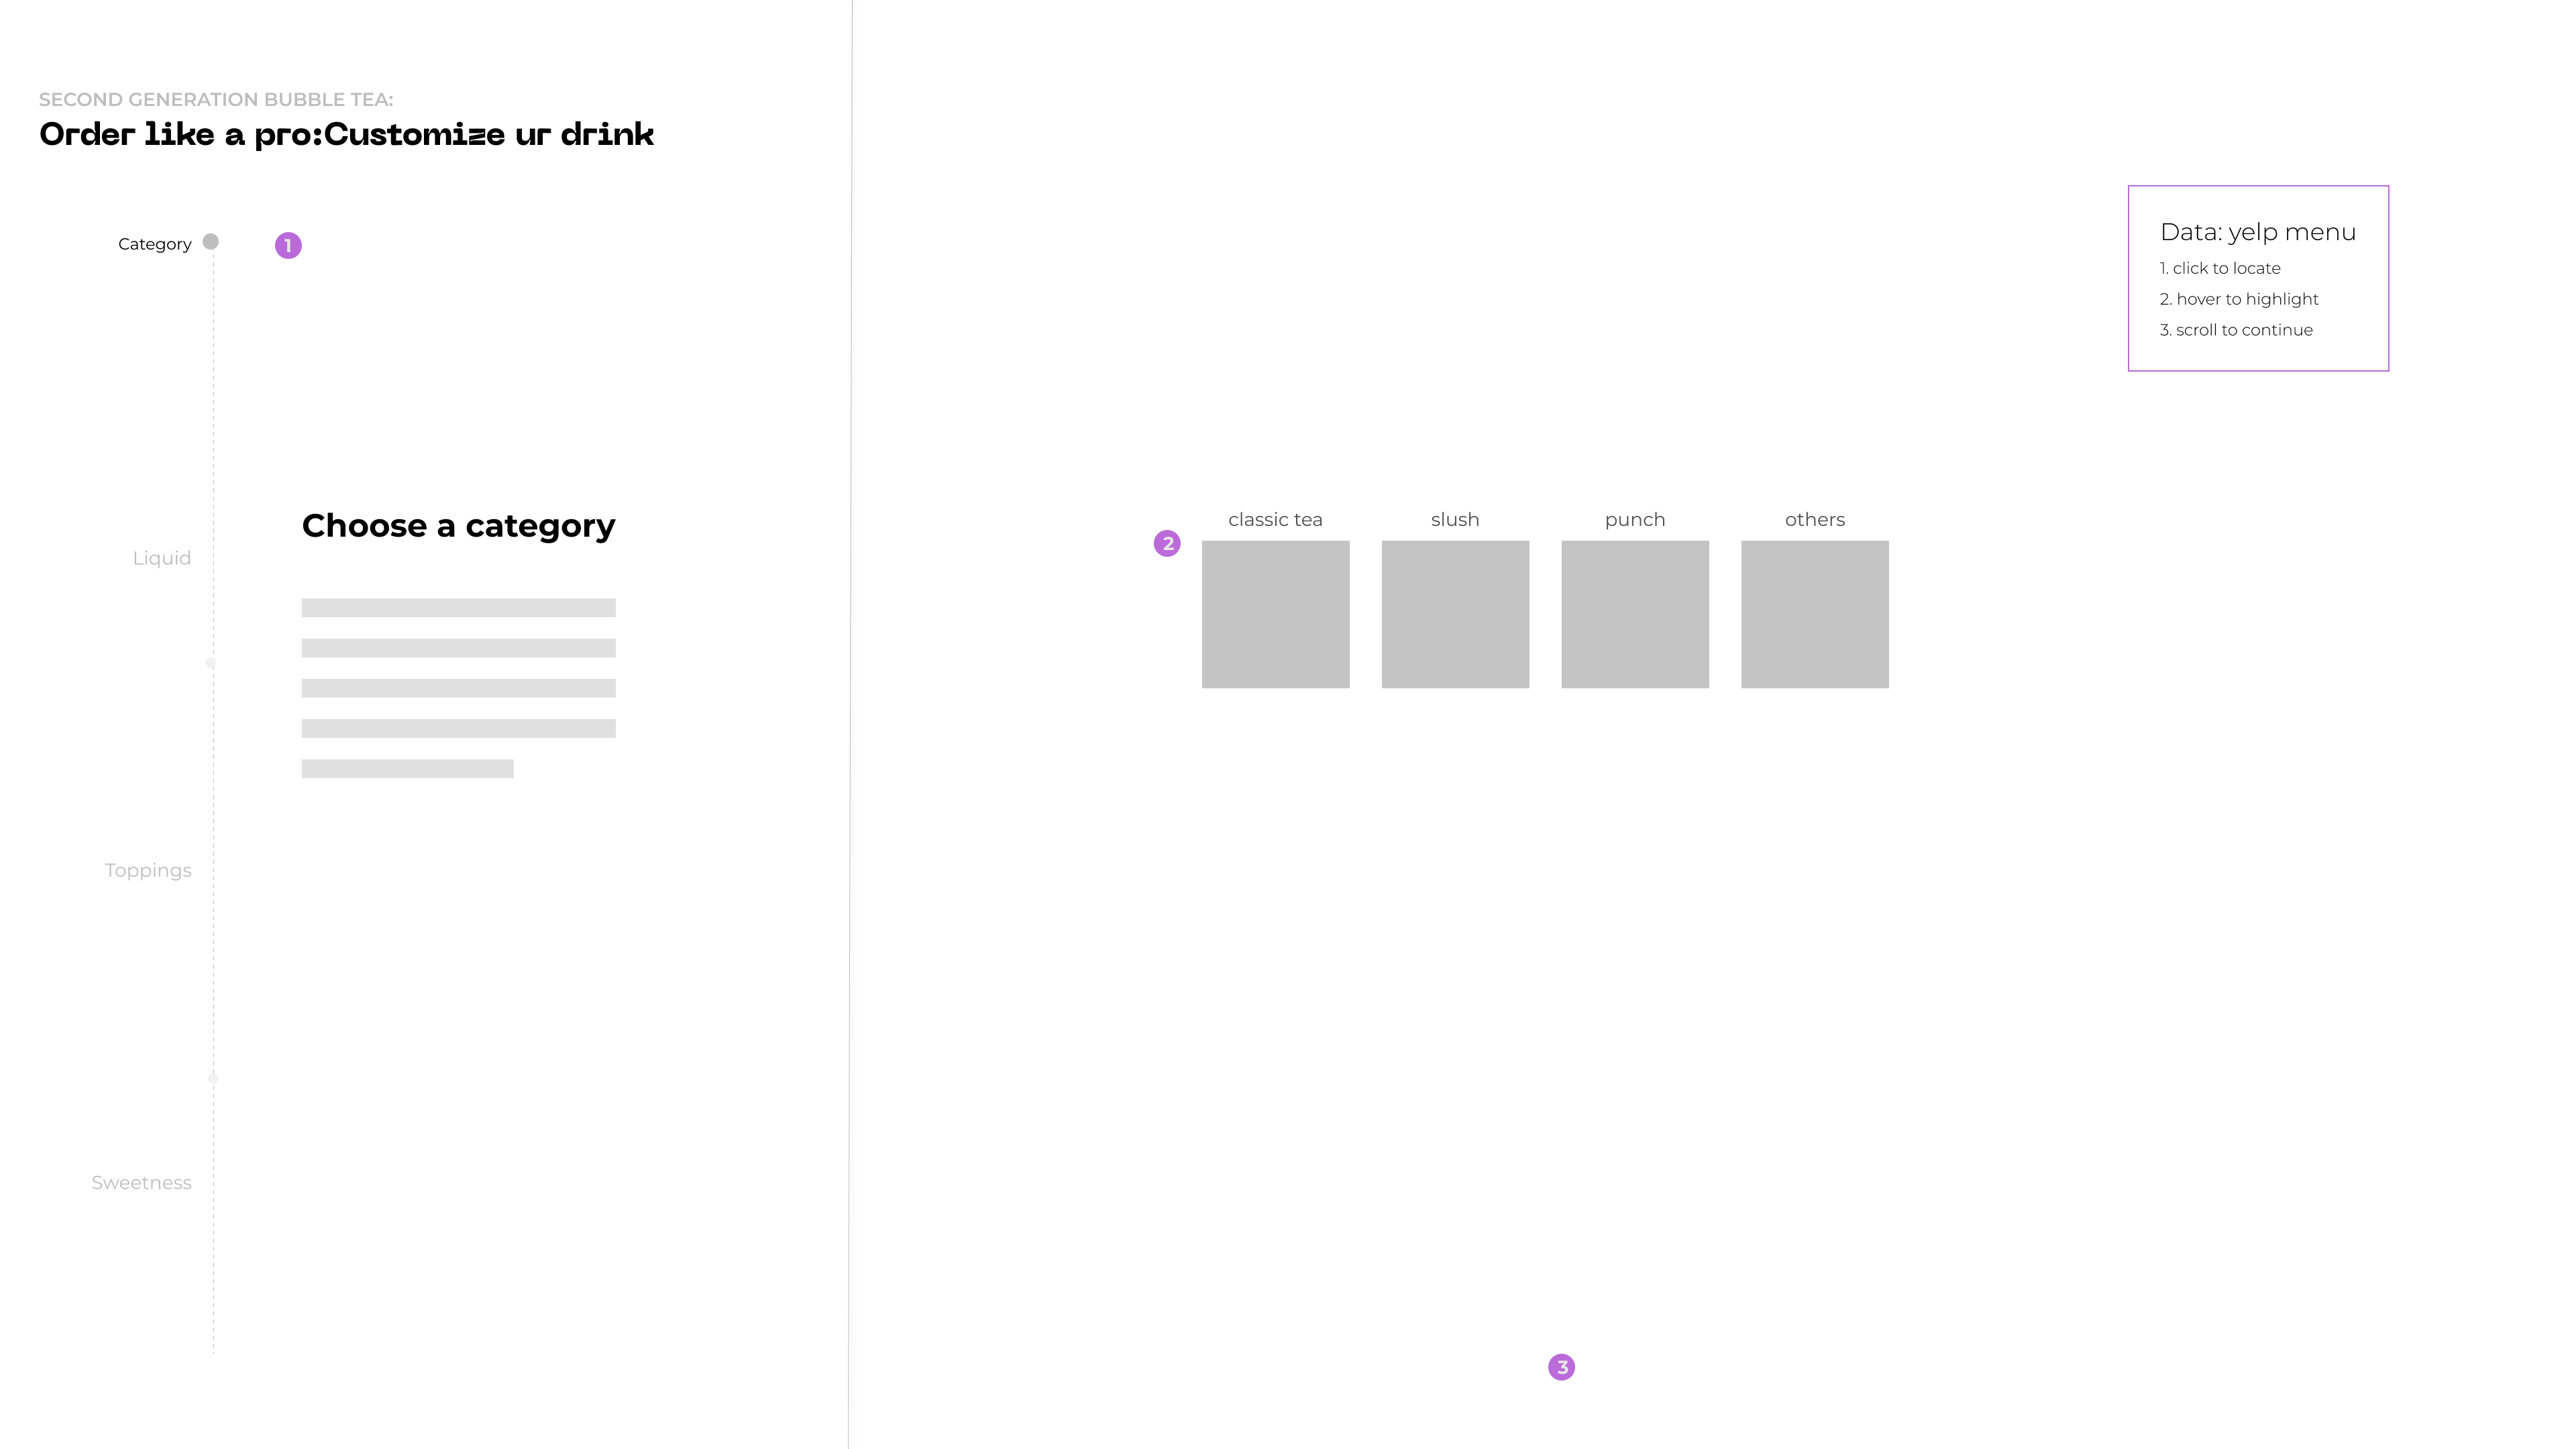 SECOND GENERATION BUBBLE TEA:
Order like a pro:Customize ur drink
Category
1
Liquid
Toppings
Sweetness
Choose a category
2
classic tea
slush
punch
others
3
Data: yelp menu
1. click to locate
2. hover to highlight
3. scroll to continue